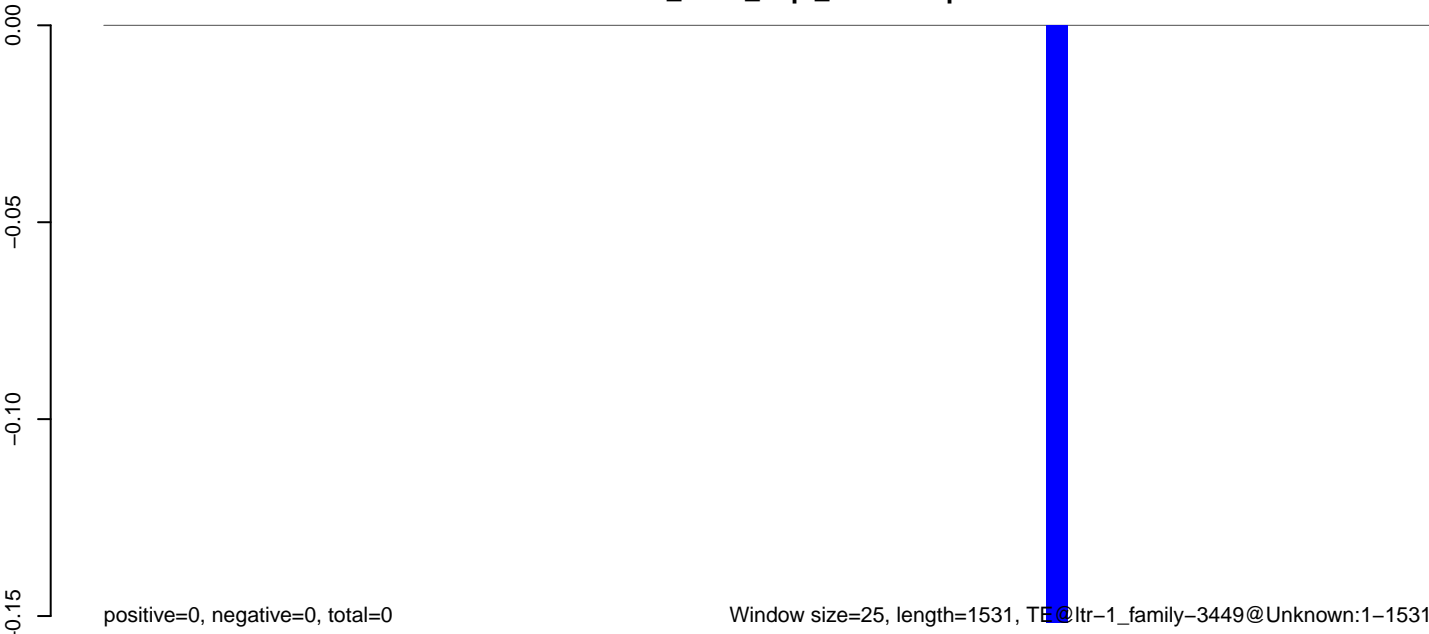 0.00
−0.05
−0.10
−0.15
positive=0, negative=0, total=0
Window size=25, length=1531, TE@ltr−1_family−3449@Unknown:1−1531